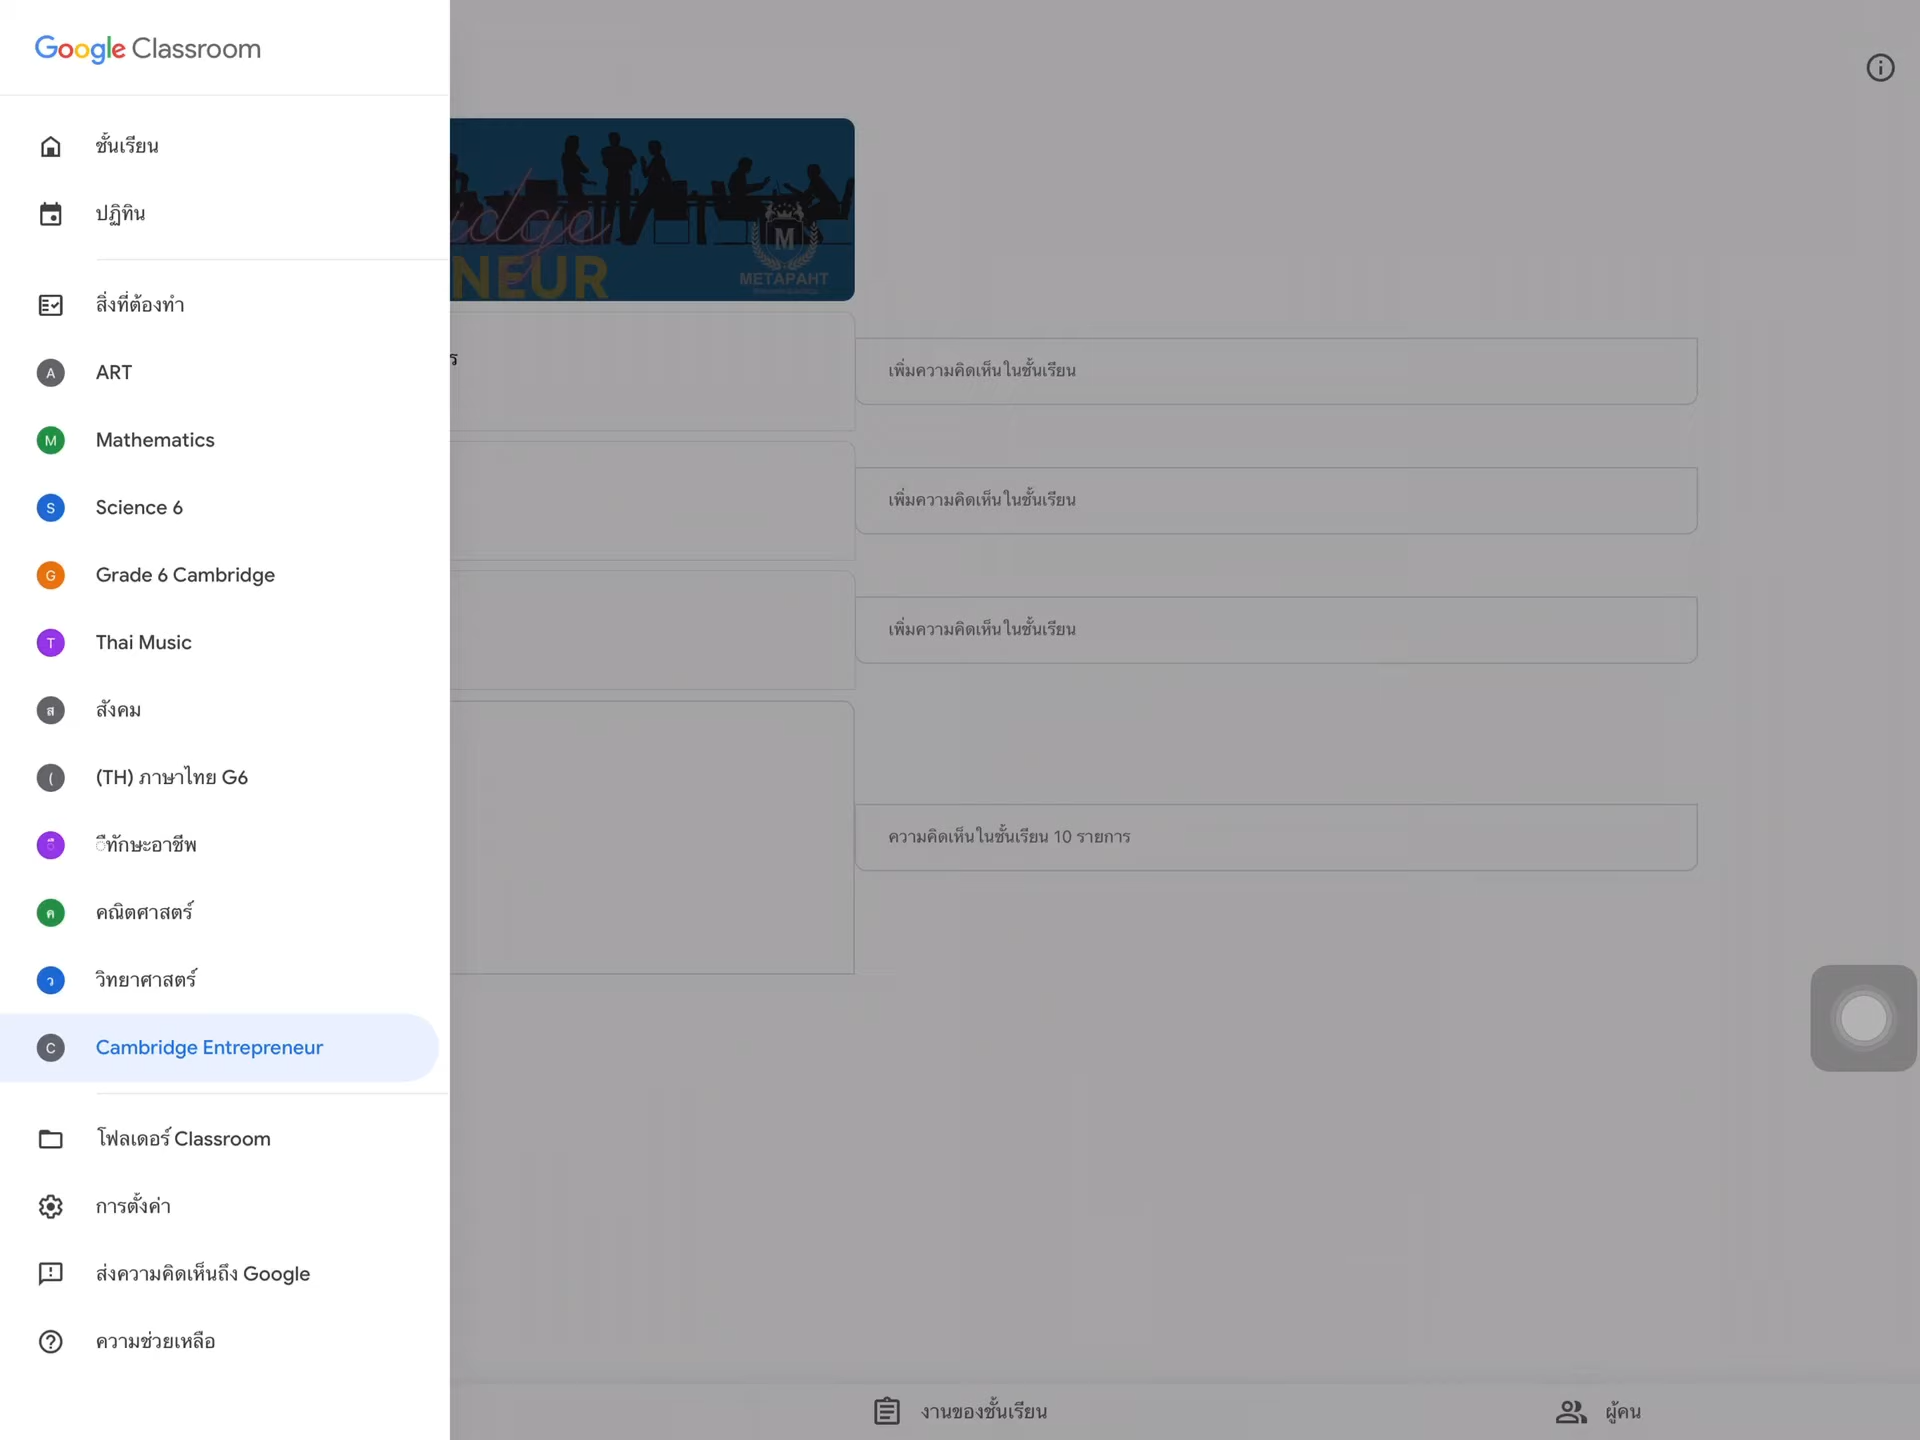 Google Classroom
ชั้นเรียน
ปฏิทิน
สิ่งที่ต้องทำ
A ART
M Mathematics
S Science 6
G Grade 6 Cambridge
T Thai Music
ส สังคม
( (TH) ภาษาไทย G6
ื ืทักษะอาชีพ
ค คณิตศาสตร์
ว วิทยาศาสตร์
C Cambridge Entrepreneur
โฟลเดอร์ Classroom
การตั้งค่า
ส่งความคิดเห็นถึง Google
ความช่วยเหลือ
dge
NEUR
M
METAPAHT
ร
เพิ่มความคิดเห็นในชั้นเรียน
เพิ่มความคิดเห็นในชั้นเรียน
เพิ่มความคิดเห็นในชั้นเรียน
ความคิดเห็นในชั้นเรียน 10 รายการ
งานของชั้นเรียน
ผู้คน